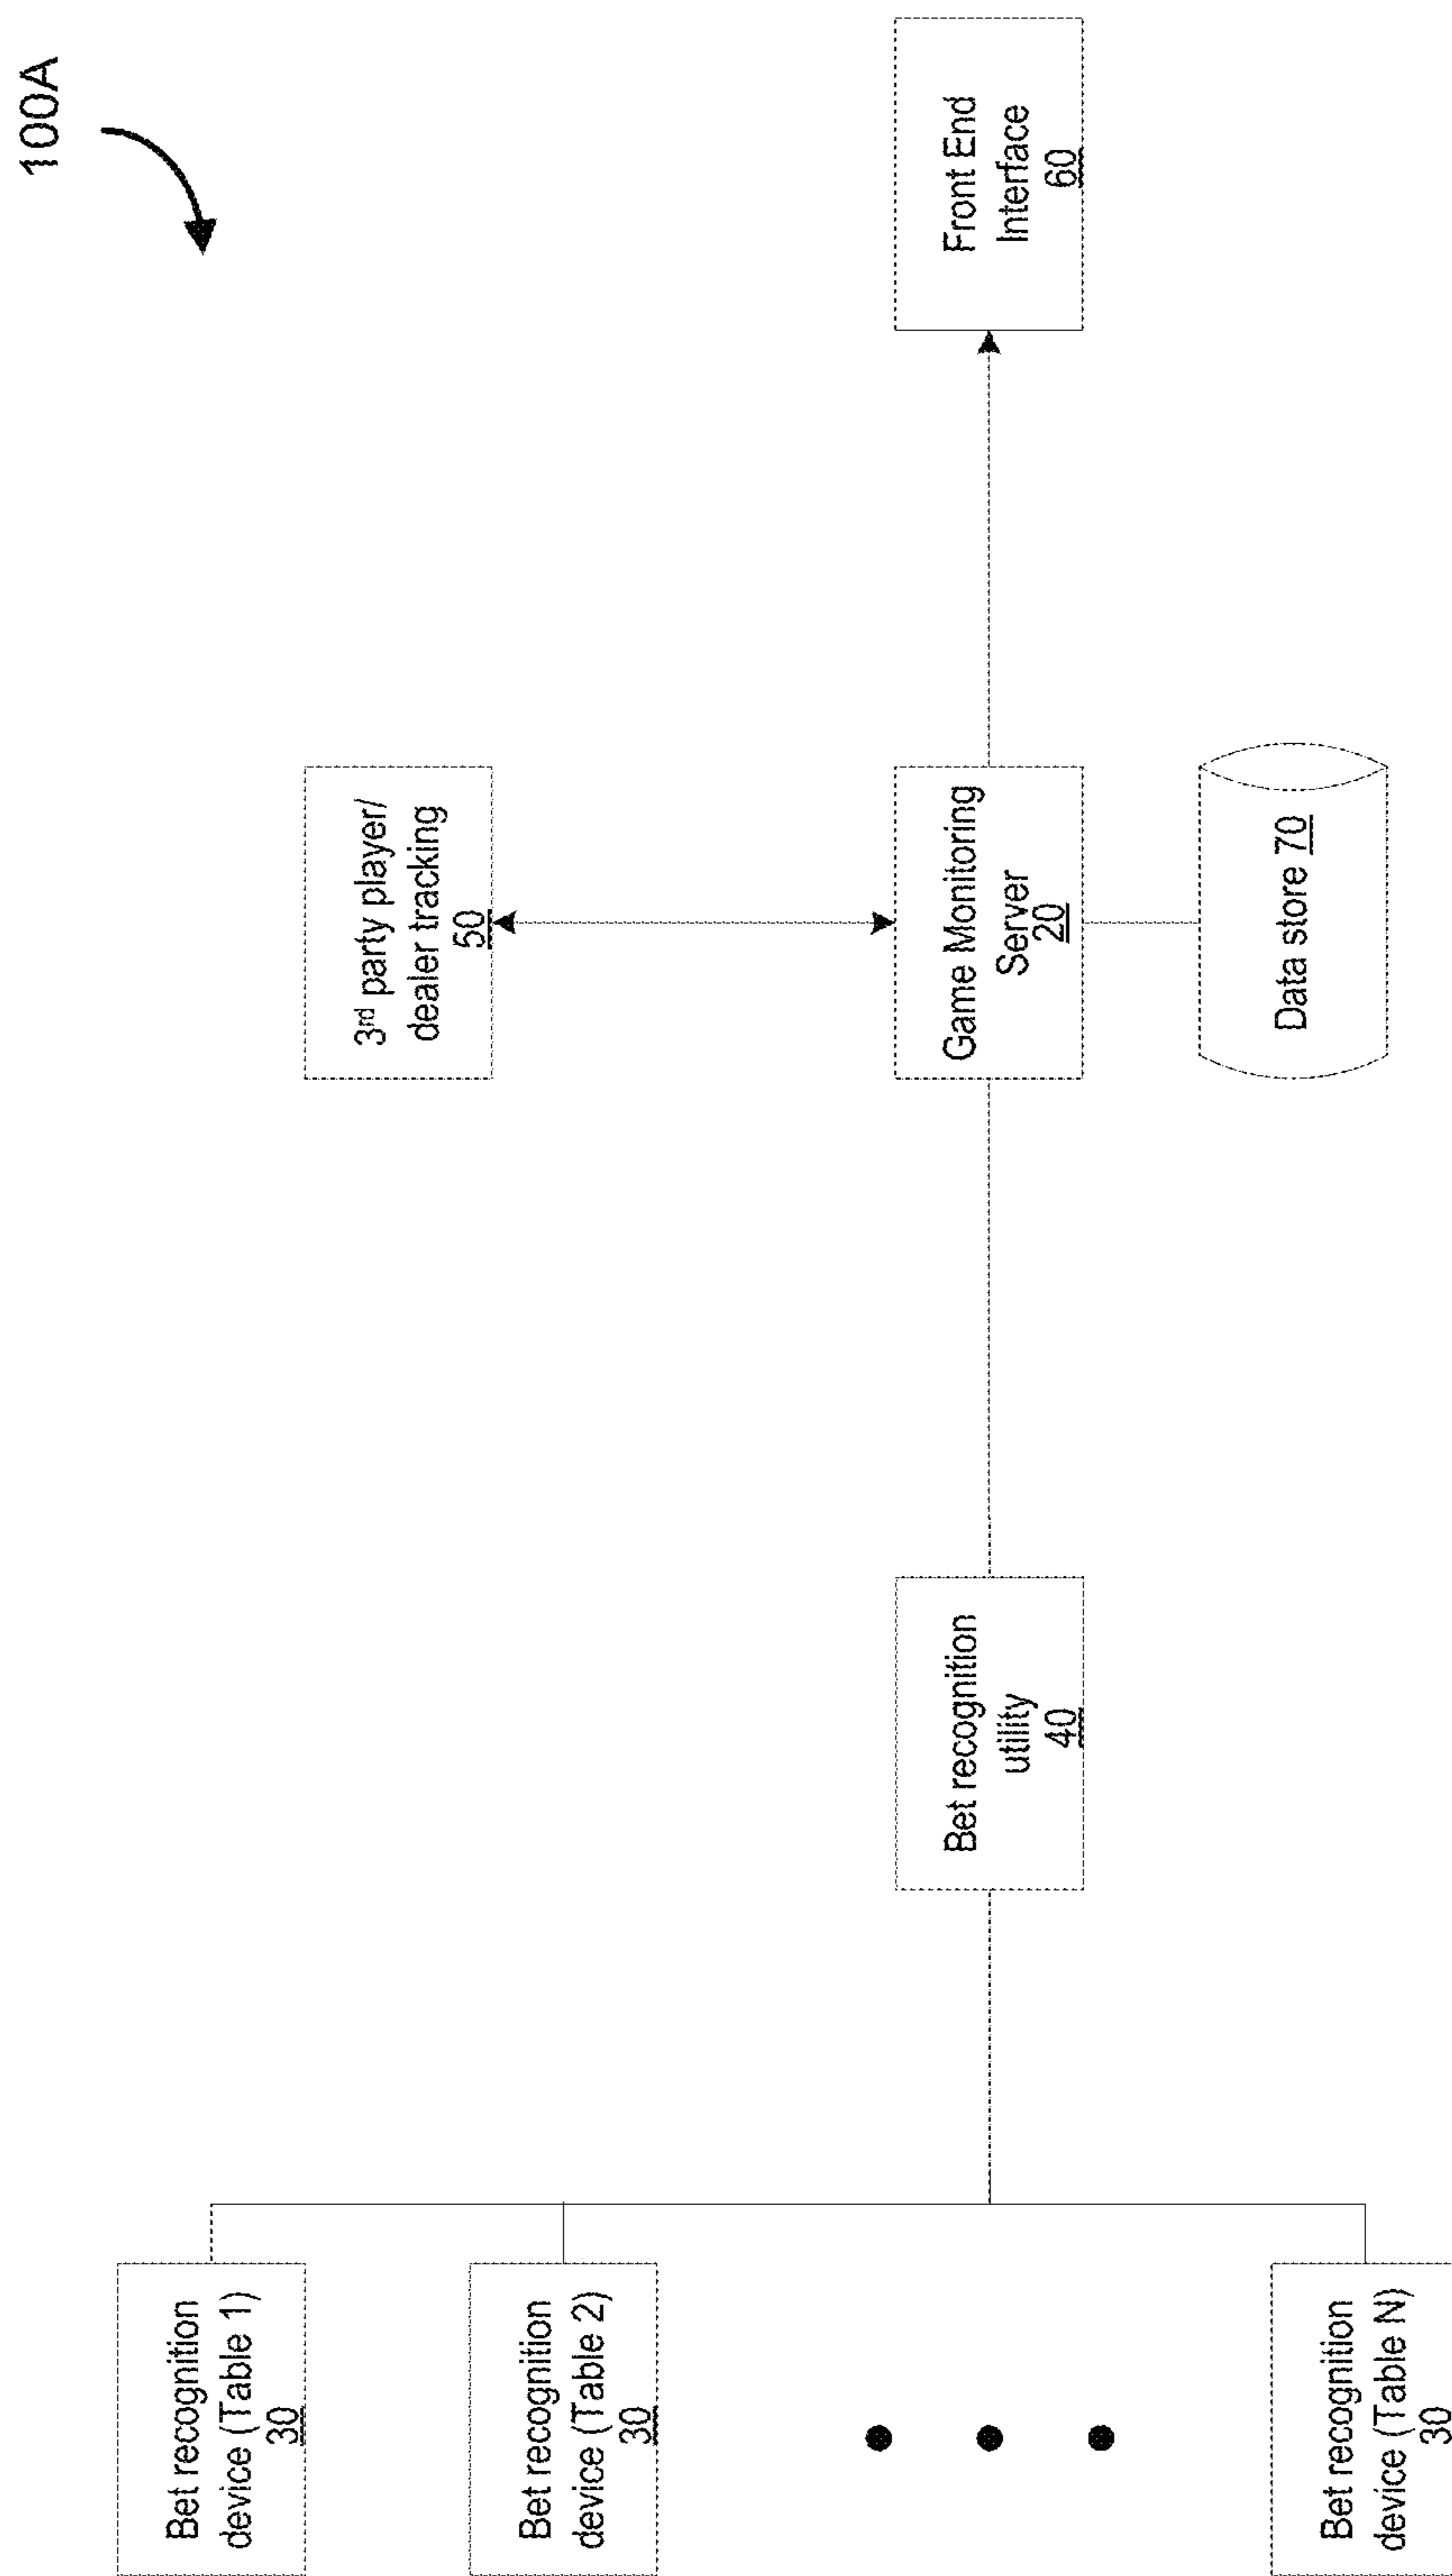 100A
Bet recognition
device (Table 1)
30
Bet recognition
device (Table 2)
30
Bet recognition
device (Table N)
30
Bet recognition
utility
40
3rd party player/
dealer tracking
50
Game Monitoring
Server
20
Data store 70
Front End
Interface
60